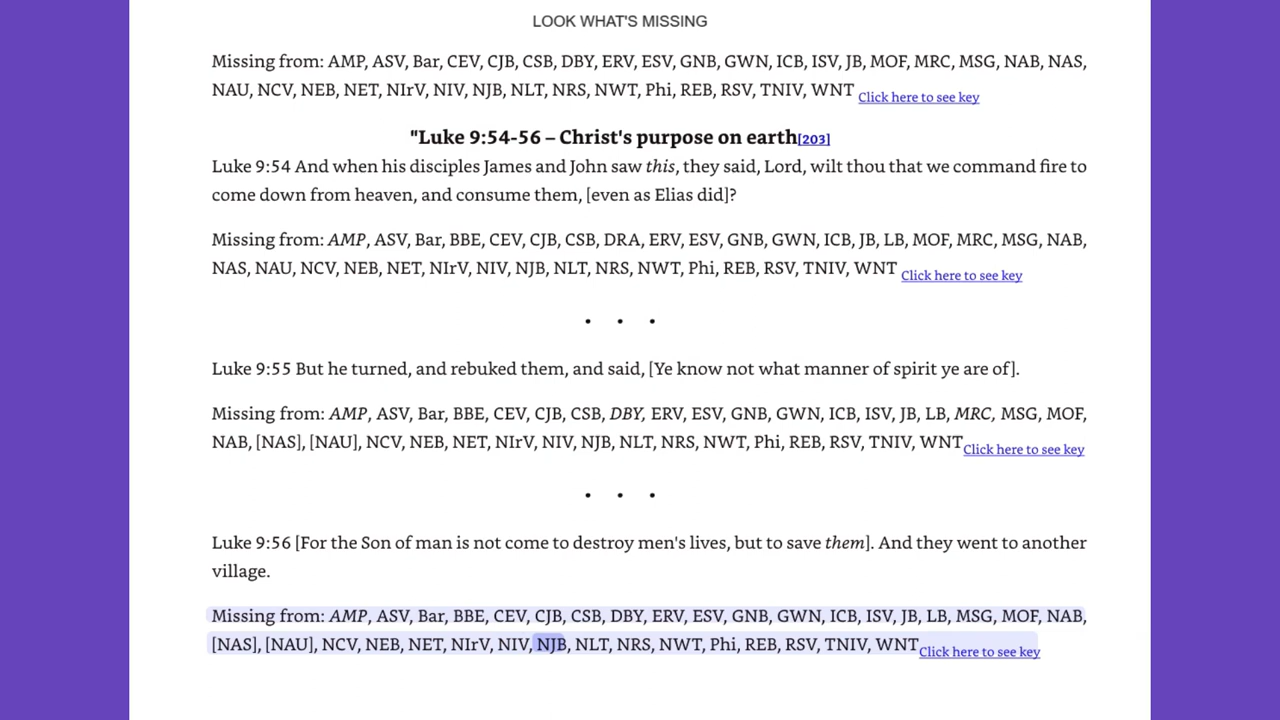 LOOK WHAT'S MISSING
Missing from: AMP, ASV, Bar, CEV, CJB, CSB, DBY, ERV, ESV, GNB, GWN, ICB, ISV, JB, MOF, MRC, MSG, NAB, NAS,
NAU, NCV, NEB, NET, NIrV, NIV, NJB, NLT, NRS, NWT, Phi, REB, RSV, TNIV, WNT Click here to see key
"Luke 9:54-56 – Christ's purpose on earth[203]
Luke 9:54 And when his disciples James and John saw this, they said, Lord, wilt thou that we command fire to
come down from heaven, and consume them, [even as Elias did]?
Missing from: AMP, ASV, Bar, BBE, CEV, CJB, CSB, DRA, ERV, ESV, GNB, GWN, ICB, JB, LB, MOF, MRC, MSG, NAB,
NAS, NAU, NCV, NEB, NET, NIrV, NIV, NJB, NLT, NRS, NWT, Phi, REB, RSV, TNIV, WNT Click here to see key
• • •
Luke 9:55 But he turned, and rebuked them, and said, [Ye know not what manner of spirit ye are of].
Missing from: AMP, ASV, Bar, BBE, CEV, CJB, CSB, DBY, ERV, ESV, GNB, GWN, ICB, ISV, JB, LB, MRC, MSG, MOF,
NAB, [NAS], [NAU], NCV, NEB, NET, NIrV, NIV, NJB, NLT, NRS, NWT, Phi, REB, RSV, TNIV, WNT Click here to see key
• • •
Luke 9:56 [For the Son of man is not come to destroy men's lives, but to save them]. And they went to another
village.
Missing from: AMP, ASV, Bar, BBE, CEV, CJB, CSB, DBY, ERV, ESV, GNB, GWN, ICB, ISV, JB, LB, MSG, MOF, NAB,
[NAS], [NAU], NCV, NEB, NET, NIrV, NIV, NJB, NLT, NRS, NWT, Phi, REB, RSV, TNIV, WNT Click here to see key